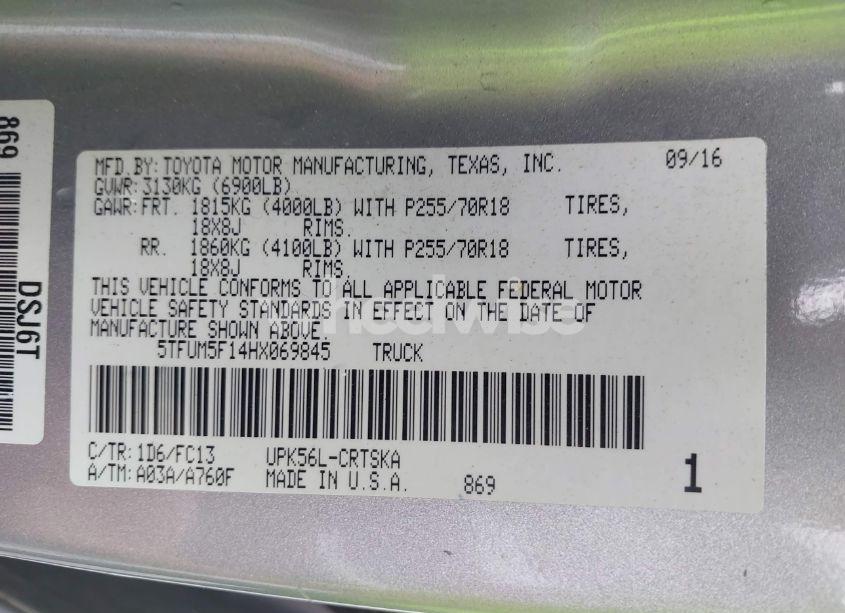 869
DSJ6T
MFD.BY: TOYOTA MOTOR MANUFACTURING, TEXAS, INC. 09/16
GVWR: 3130KG (6900LB)
GAWR: FRT. 1815KG (4000LB) WITH P255/70R18 TIRES,
18X8J RIMS.
RR. 1860KG (4100LB) WITH P255/70R18 TIRES,
18X8J RIMS.
THIS VEHICLE CONFORMS TO ALL APPLICABLE FEDERAL MOTOR
VEHICLE SAFETY STANDARDS IN EFFECT ON THE DATE OF
MANUFACTURE SHOWN ABOVE.
5TFUM5F14HX069845 TRUCK
C/TR: 1D6/FC13 UPK56L-CRTSKA
A/TM: A03A/A760F MADE IN U.S.A. 869 1